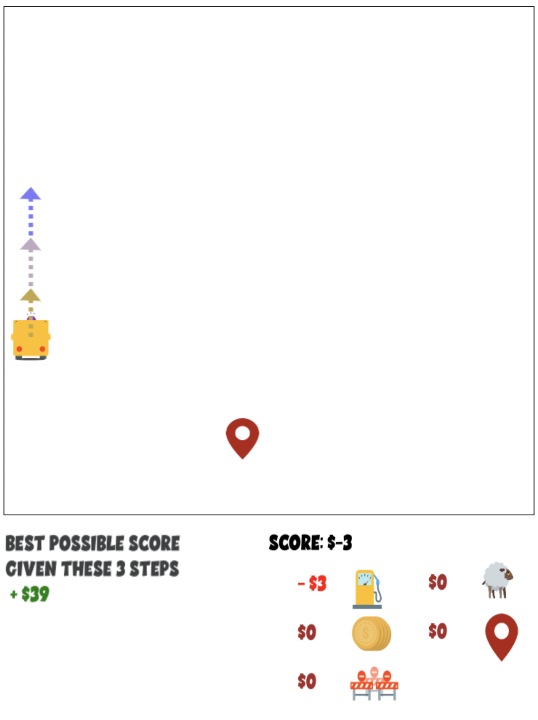 BEST POSSIBLE SCORE
GIVEN THESE 3 STEPS
+ $39
SCORE: $-3
- $3
$0
$0
$0
$0